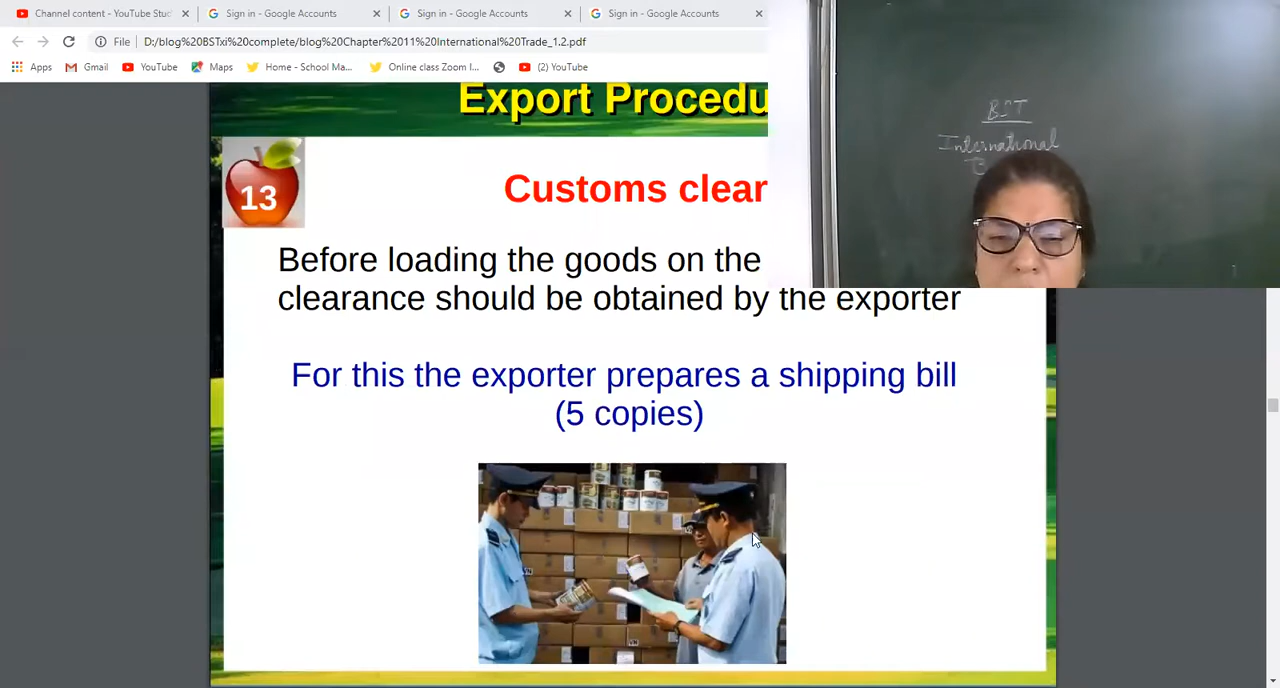 Channel content - YouTube Stud
Sign in - Google Accounts
Sign in - Google Accounts
Sign in - Google Accounts
File
D:/blog%20BSTxi%20complete/blog%20Chapter%2011%20International%20Trade_1.2.pdf
Apps
Gmail
YouTube
Maps
Home - School Ma...
Online class Zoom l...
(2) YouTube
Export Procedu
13
Customs clear
Before loading the goods on the
clearance should be obtained by the exporter
For this the exporter prepares a shipping bill
(5 copies)
BST
International
B